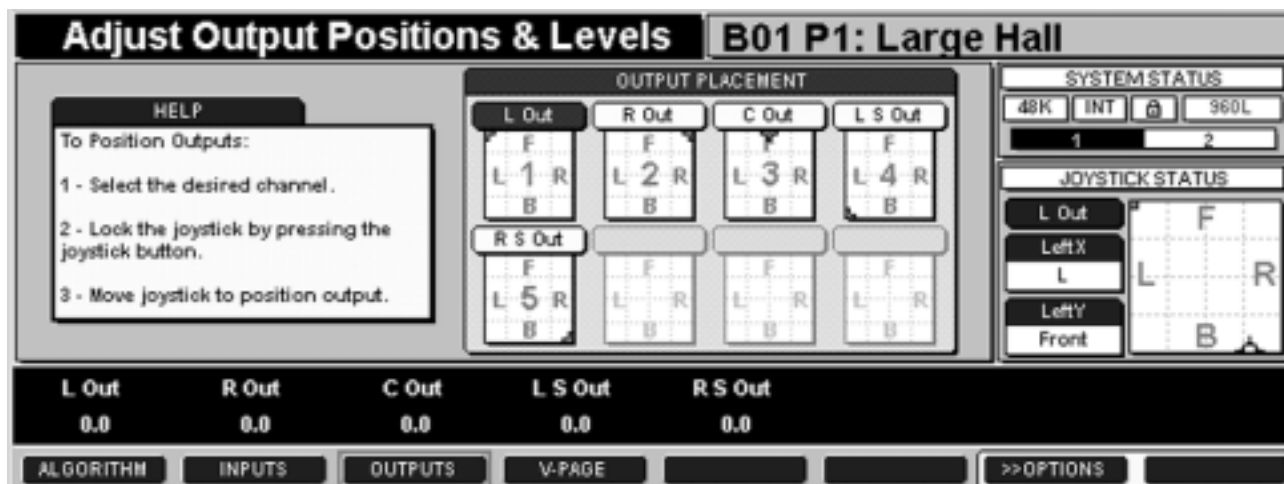 Adjust Output Positions & Levels
B01 P1: Large Hall
HELP
To Position Outputs:
1 - Select the desired channel.
2 - Lock the joystick by pressing the
joystick button.
3 - Move joystick to position output.
OUTPUT PLACEMENT
L Out R Out C Out L S Out
F F F F
L 1 R L 2 R L 3 R L 4 R
B B B B
R S Out
F F F F
L 5 R L R L R L R
B B B B
SYSTEM STATUS
48K INT 960L
1 2
JOYSTICK STATUS
L Out
LeftX
L
LeftY
Front
F
L R
B
L Out R Out C Out L S Out R S Out
0.0 0.0 0.0 0.0 0.0
ALGORITHM INPUTS OUTPUTS V-PAGE >>OPTIONS